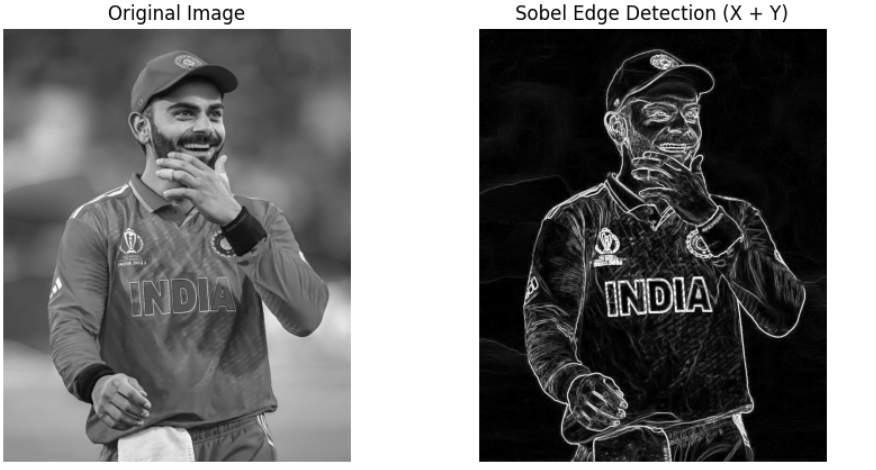 Original Image
Sobel Edge Detection (X + Y)
INDIA
INDIA